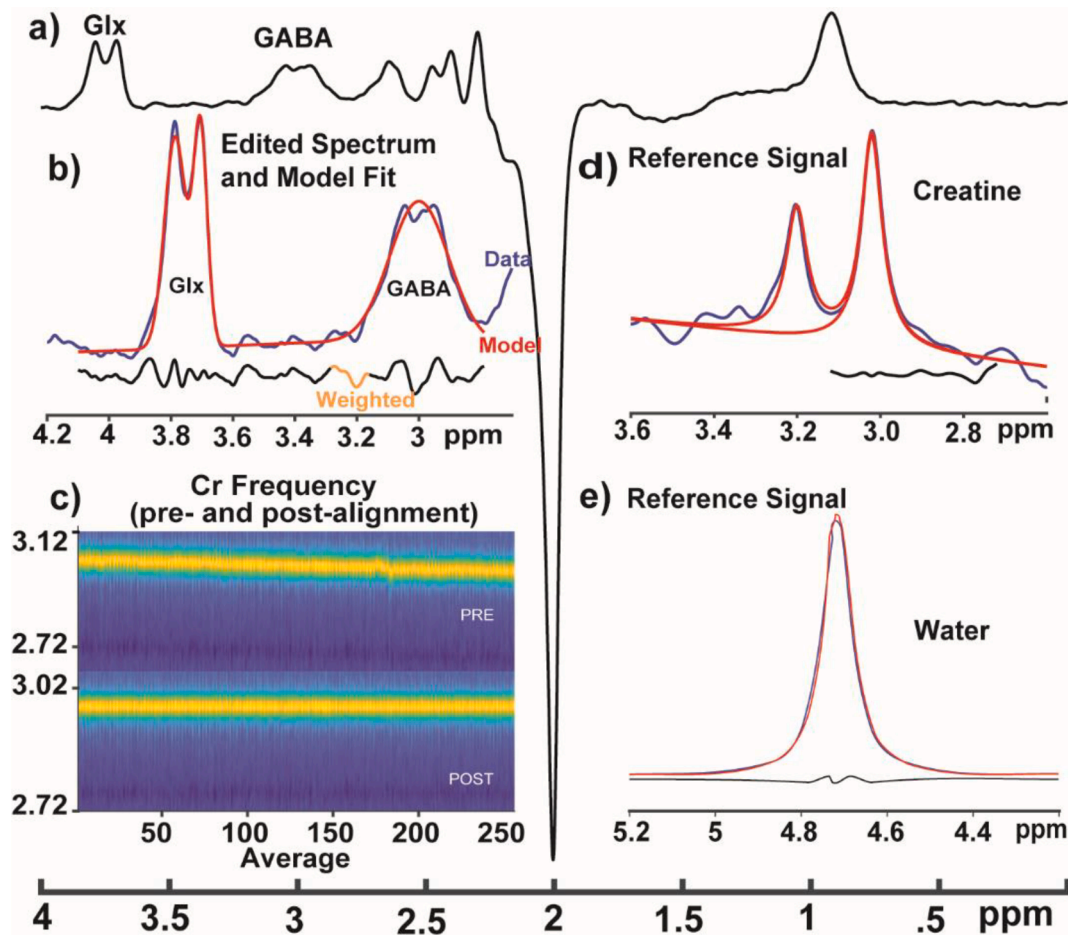 a)
Glx
GABA
b)
Edited Spectrum
and Model Fit
Glx
GABA
Data
Model
Weighted
4.2 4 3.8 3.6 3.4 3.2 3 ppm
Reference Signal
d)
Creatine
3.6 3.4 3.2 3.0 2.8 ppm
c)
Cr Frequency
(pre- and post-alignment)
3.12
PRE
2.72
3.02
POST
2.72
50 100 150 200 250
Average
e)
Reference Signal
Water
5.2 5 4.8 4.6 4.4 ppm
4 3.5 3 2.5 2 1.5 1 .5 ppm